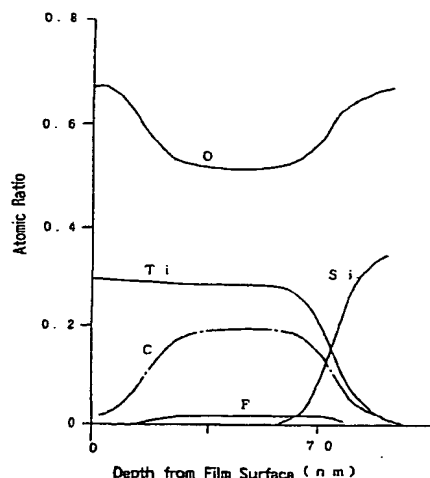 0.8
0.6
0.4
0.2
0
Atomic Ratio
O
Ti
Si
C
F
0
70
Depth from Film Surface (nm)